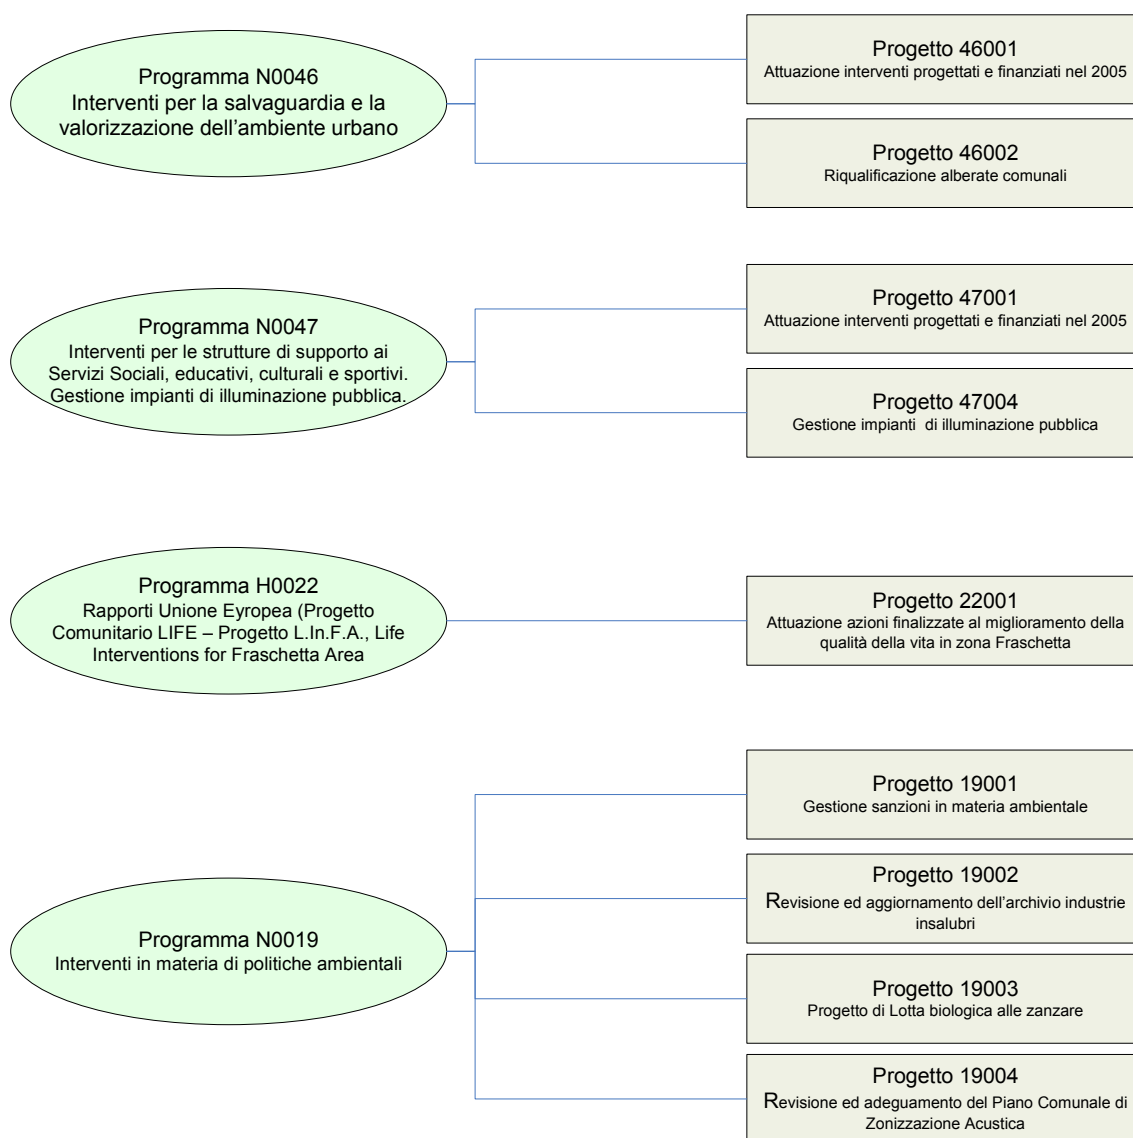 Programma N0046
Interventi per la salvaguardia e la
valorizzazione dell'ambiente urbano
Progetto 46001
Attuazione interventi progettati e finanziati nel 2005
Progetto 46002
Riqualificazione alberate comunali
Programma N0047
Interventi per le strutture di supporto ai
Servizi Sociali, educativi, culturali e sportivi.
Gestione impianti di illuminazione pubblica.
Progetto 47001
Attuazione interventi progettati e finanziati nel 2005
Progetto 47004
Gestione impianti di illuminazione pubblica
Programma H0022
Rapporti Unione Eyropea (Progetto
Comunitario LIFE – Progetto L.In.F.A., Life
Interventions for Fraschetta Area
Progetto 22001
Attuazione azioni finalizzate al miglioramento della
qualità della vita in zona Fraschetta
Programma N0019
Interventi in materia di politiche ambientali
Progetto 19001
Gestione sanzioni in materia ambientale
Progetto 19002
Revisione ed aggiornamento dell'archivio industrie
insalubri
Progetto 19003
Progetto di Lotta biologica alle zanzare
Progetto 19004
Revisione ed adeguamento del Piano Comunale di
Zonizzazione Acustica